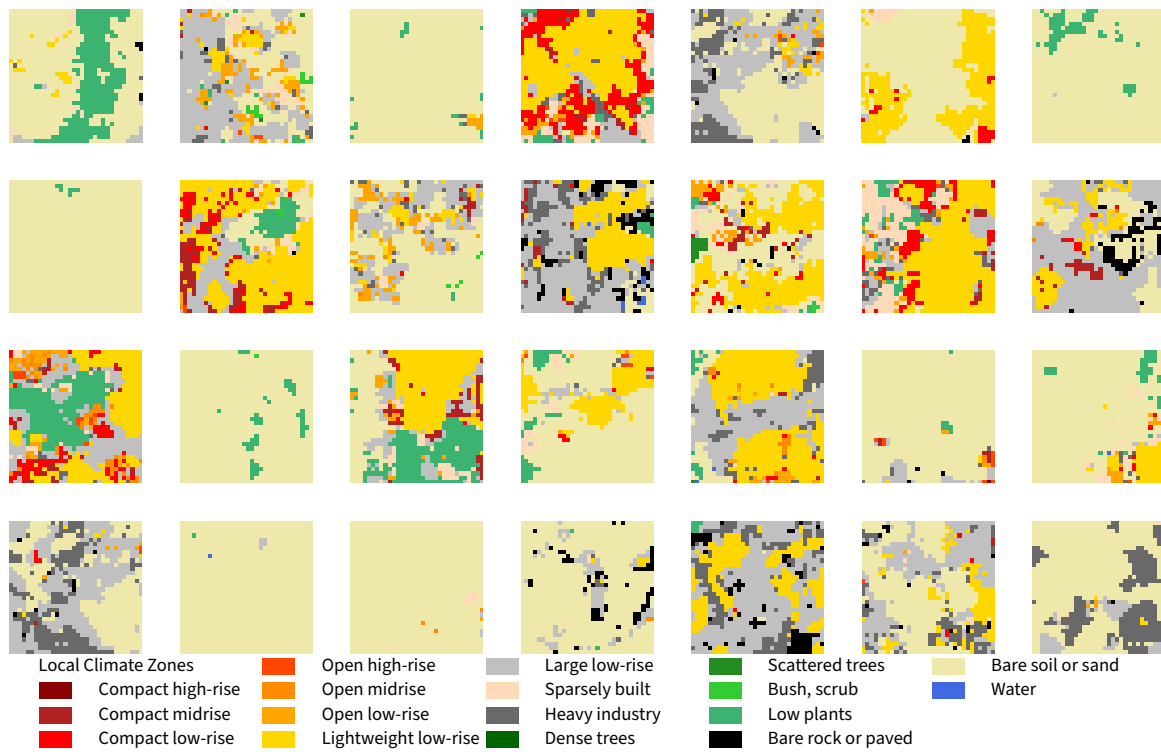 Local Climate Zones
Compact high-rise
Compact midrise
Compact low-rise
Open high-rise
Open midrise
Open low-rise
Lightweight low-rise
Large low-rise
Sparsely built
Heavy industry
Dense trees
Scattered trees
Bush, scrub
Low plants
Bare rock or paved
Bare soil or sand
Water